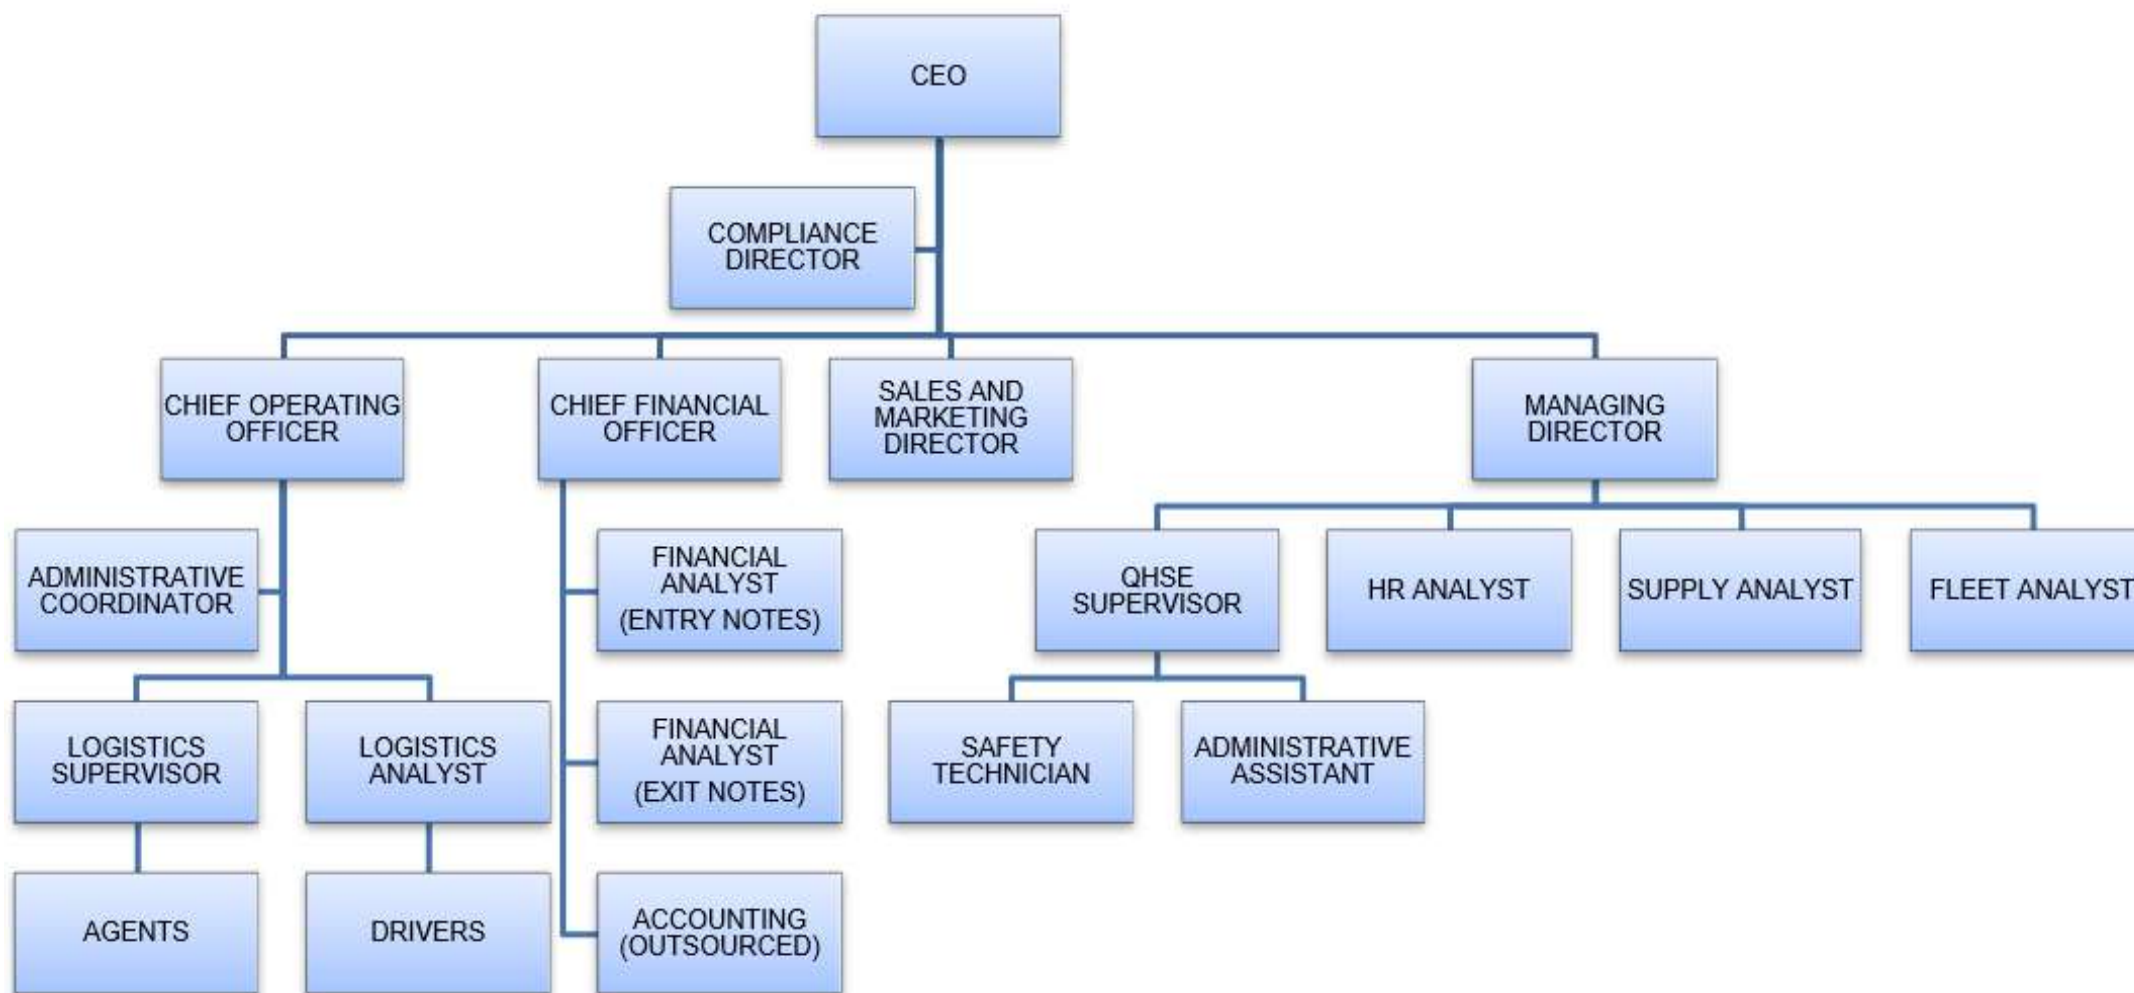 CEO
COMPLIANCE
DIRECTOR
CHIEF OPERATING
OFFICER
CHIEF FINANCIAL
OFFICER
SALES AND
MARKETING
DIRECTOR
MANAGING
DIRECTOR
ADMINISTRATIVE
COORDINATOR
FINANCIAL
ANALYST
(ENTRY NOTES)
QHSE
SUPERVISOR
HR ANALYST
SUPPLY ANALYST
FLEET ANALYST
LOGISTICS
SUPERVISOR
LOGISTICS
ANALYST
FINANCIAL
ANALYST
(EXIT NOTES)
SAFETY
TECHNICIAN
ADMINISTRATIVE
ASSISTANT
AGENTS
DRIVERS
ACCOUNTING
(OUTSOURCED)